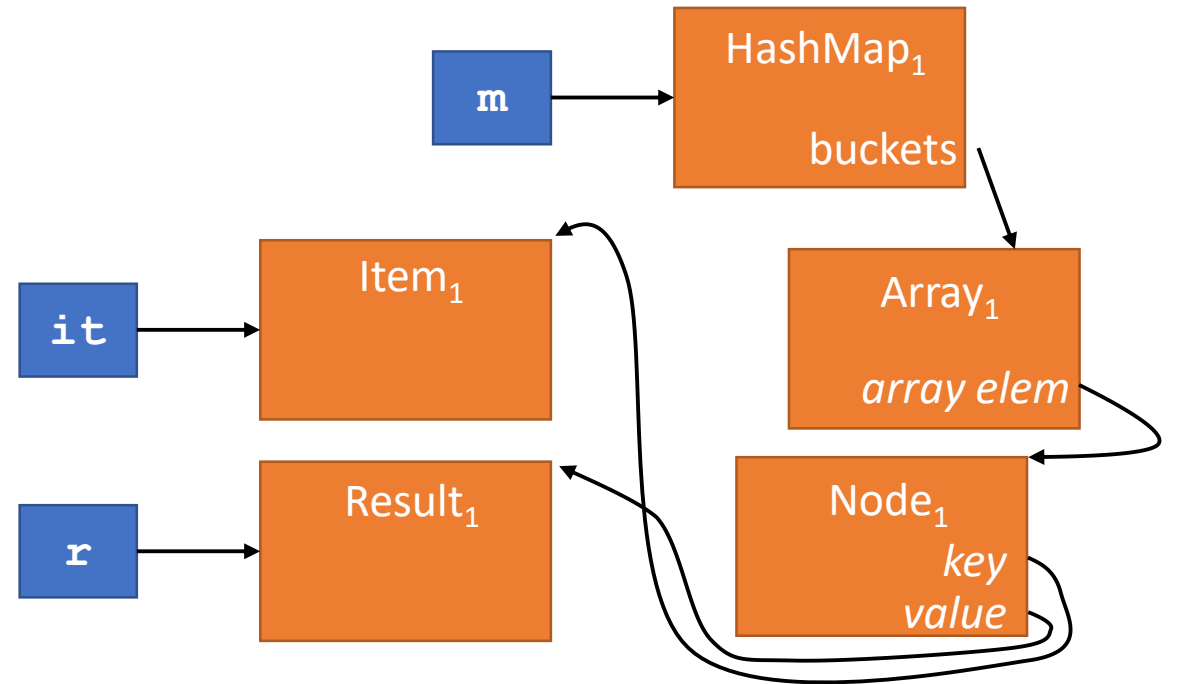 m
HashMap₁
buckets
it
Item₁
Array₁
array elem
r
Result₁
Node₁
key
value